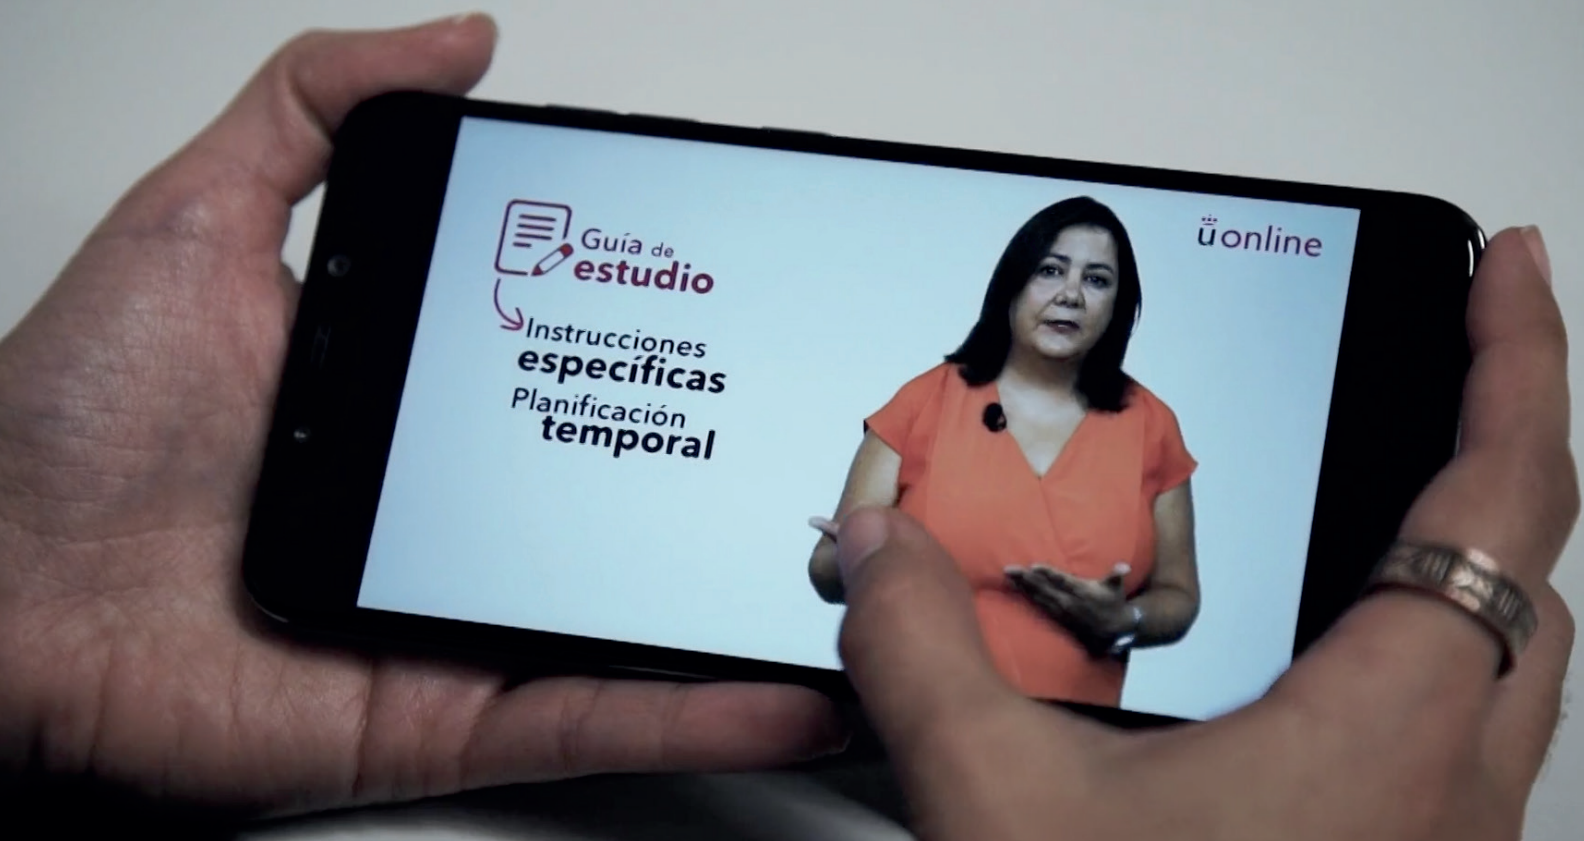 Guía de
estudio
Instrucciones
específicas
Planificación
temporal
üonline